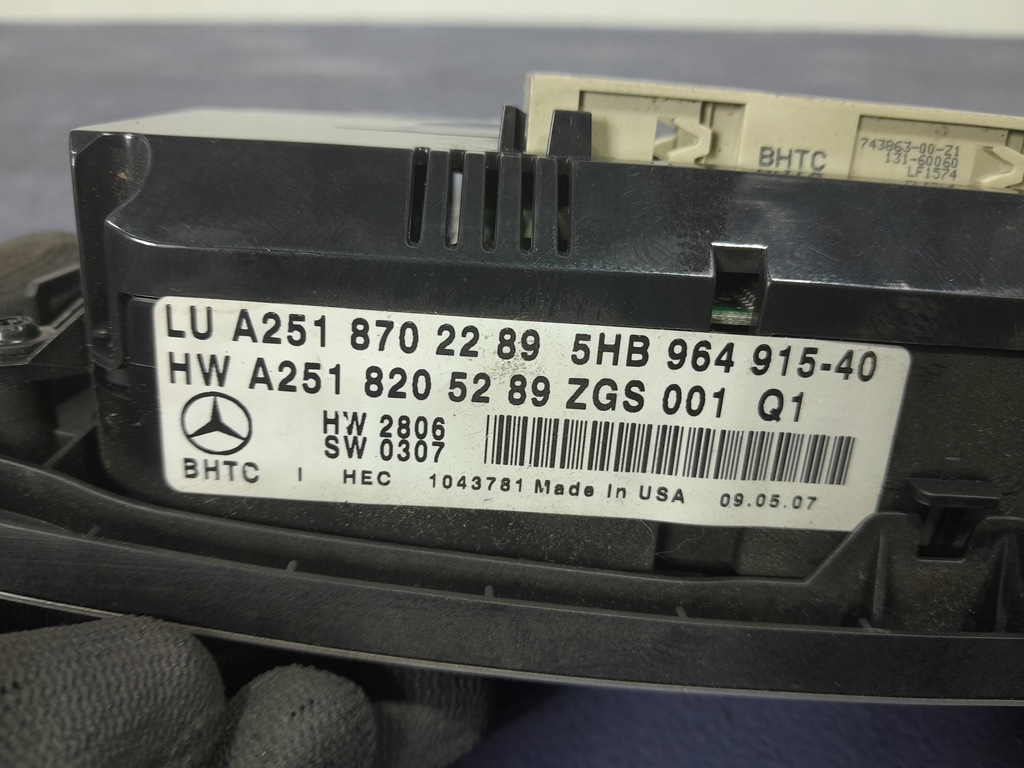 BHTC
743863-00-Z1
131-60060
LF1574
LU A251 870 22 89 5HB 964 915-40
HW A251 820 52 89 ZGS 001 Q1
HW 2806
SW 0307
BHTC I HEC 1043781 Made in USA 09.05.07